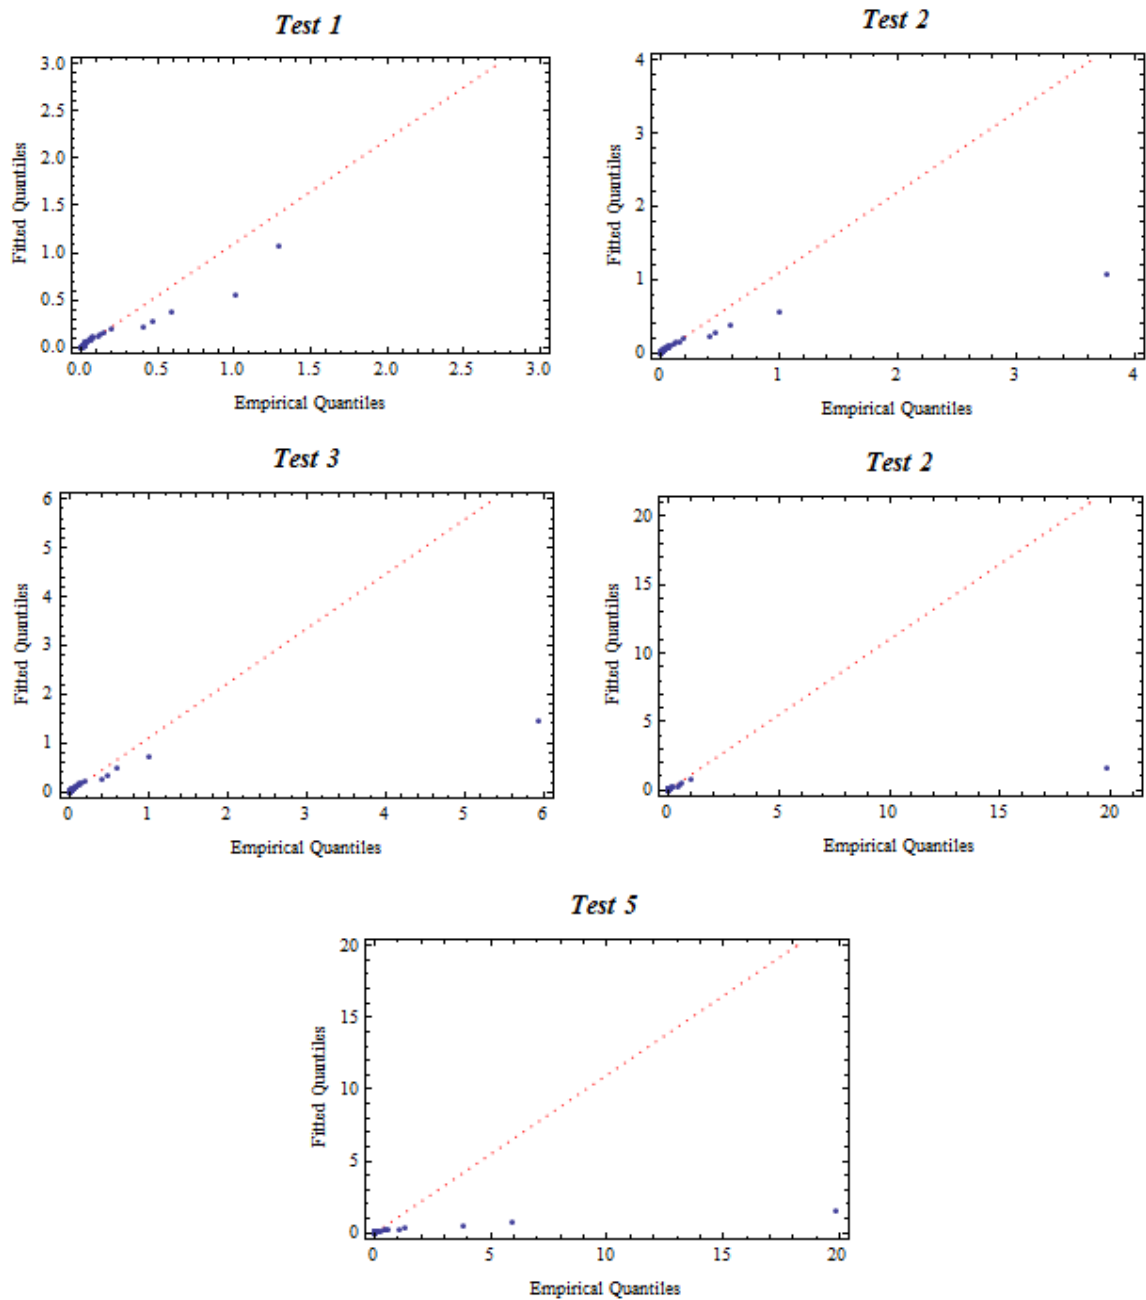 Test 1
3.0
2.5
2.0
1.5
1.0
0.5
0.0
Fitted Quantiles
0.0 0.5 1.0 1.5 2.0 2.5 3.0
Empirical Quantiles
Test 2
4
3
2
1
0
Fitted Quantiles
0 1 2 3 4
Empirical Quantiles
Test 3
6
5
4
3
2
1
0
Fitted Quantiles
0 1 2 3 4 5 6
Empirical Quantiles
Test 2
20
15
10
5
0
Fitted Quantiles
0 5 10 15 20
Empirical Quantiles
Test 5
20
15
10
5
0
Fitted Quantiles
0 5 10 15 20
Empirical Quantiles